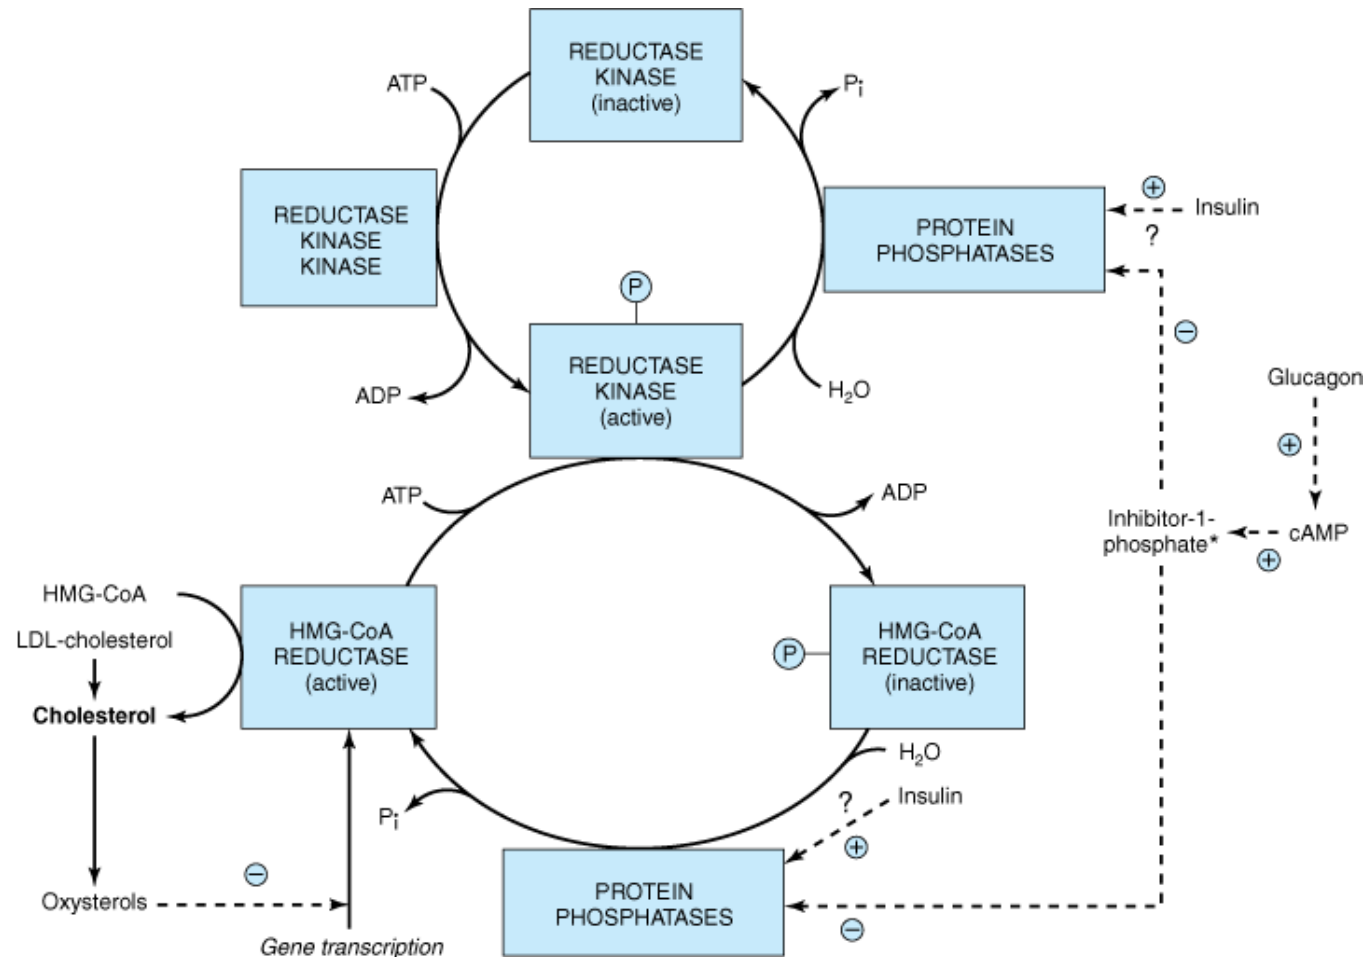 REDUCTASE
KINASE
(inactive)
ATP
Pi
REDUCTASE
KINASE
KINASE
PROTEIN
PHOSPHATASES
+
Insulin
?
P
−
REDUCTASE
KINASE
(active)
ADP
H₂O
Glucagon
+
ATP
ADP
Inhibitor-1-
phosphate*
cAMP
+
HMG-CoA
LDL-cholesterol
Cholesterol
HMG-CoA
REDUCTASE
(active)
P
HMG-CoA
REDUCTASE
(inactive)
H₂O
Pi
?
Insulin
+
Oxysterols
−
PROTEIN
PHOSPHATASES
−
Gene transcription